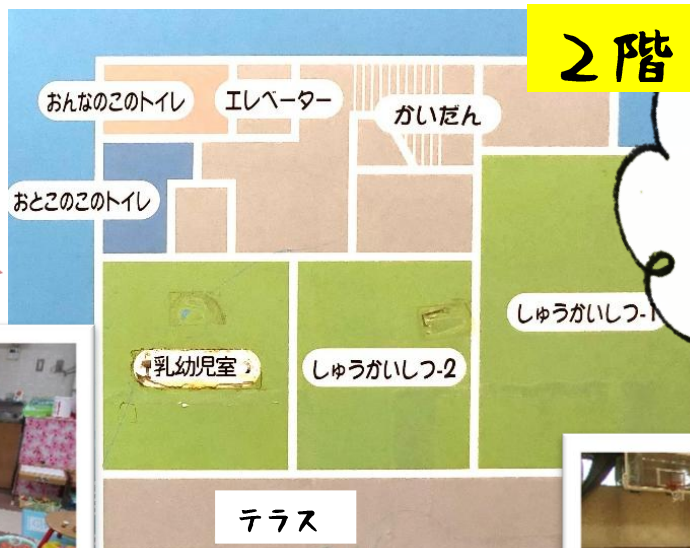 2階
おんなのこのトイレ
エレベーター
かいだん
おとこのこのトイレ
しゅうかいしつ-1
乳幼児室
しゅうかいしつ-2
テラス